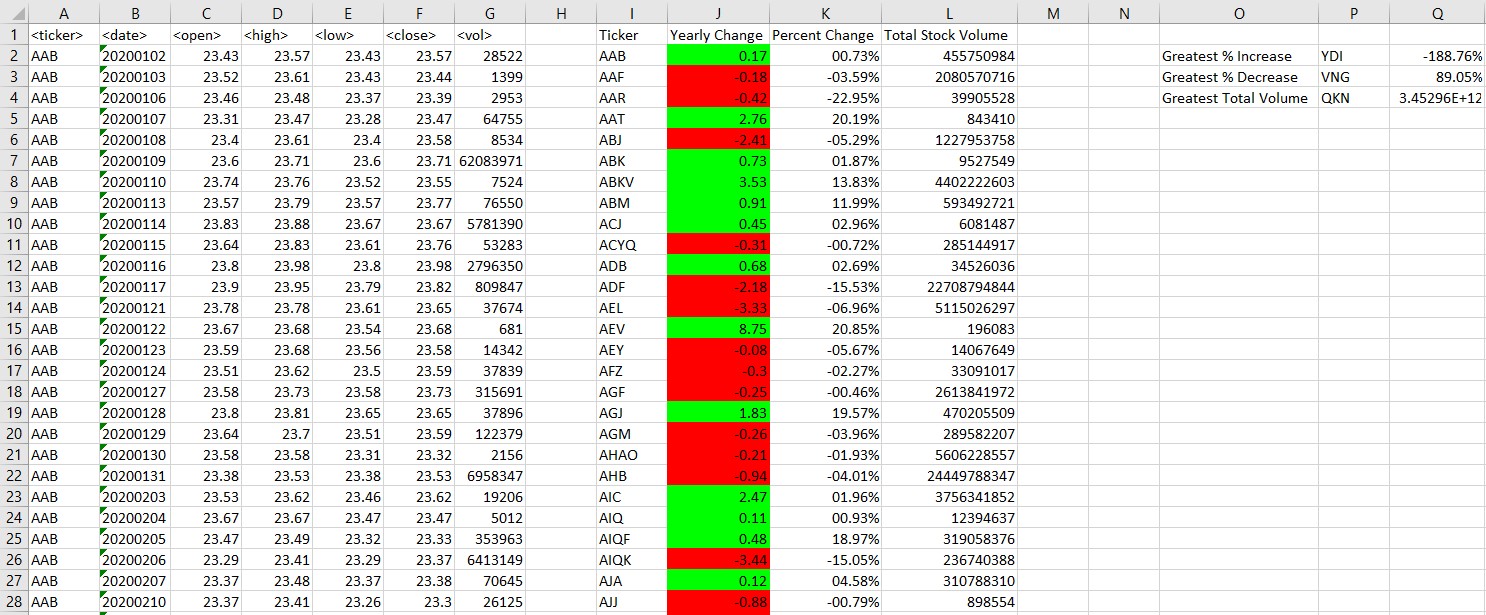 A B C D E F G H I J K L M N O P Q
1 <ticker> <date> <open> <high> <low> <close> <vol> Ticker Yearly Change Percent Change Total Stock Volume
2 AAB 20200102 23.43 23.57 23.43 23.57 28522 AAB 0.17 00.73% 455750984 Greatest % Increase YDI -188.76%
3 AAB 20200103 23.52 23.61 23.43 23.44 1399 AAF -0.18 -03.59% 2080570716 Greatest % Decrease VNG 89.05%
4 AAB 20200106 23.46 23.48 23.37 23.39 2953 AAR -0.42 -22.95% 39905528 Greatest Total Volume QKN 3.45296E+12
5 AAB 20200107 23.31 23.47 23.28 23.47 64755 AAT 2.76 20.19% 843410
6 AAB 20200108 23.4 23.61 23.4 23.58 8534 ABJ -2.41 -05.29% 1227953758
7 AAB 20200109 23.6 23.71 23.6 23.71 62083971 ABK 0.73 01.87% 9527549
8 AAB 20200110 23.74 23.76 23.52 23.55 7524 ABKV 3.53 13.83% 4402222603
9 AAB 20200113 23.57 23.79 23.57 23.77 76550 ABM 0.91 11.99% 593492721
10 AAB 20200114 23.83 23.88 23.67 23.67 5781390 ACJ 0.45 02.96% 6081487
11 AAB 20200115 23.64 23.83 23.61 23.76 53283 ACYQ -0.31 -00.72% 285144917
12 AAB 20200116 23.8 23.98 23.8 23.98 2796350 ADB 0.68 02.69% 34526036
13 AAB 20200117 23.9 23.95 23.79 23.82 809847 ADF -2.18 -15.53% 22708794844
14 AAB 20200121 23.78 23.78 23.61 23.65 37674 AEL -3.33 -06.96% 5115026297
15 AAB 20200122 23.67 23.68 23.54 23.68 681 AEV 8.75 20.85% 196083
16 AAB 20200123 23.59 23.68 23.56 23.58 14342 AEY -0.08 -05.67% 14067649
17 AAB 20200124 23.51 23.62 23.5 23.59 37839 AFZ -0.3 -02.27% 33091017
18 AAB 20200127 23.58 23.73 23.58 23.73 315691 AGF -0.25 -00.46% 2613841972
19 AAB 20200128 23.8 23.81 23.65 23.65 37896 AGJ 1.83 19.57% 470205509
20 AAB 20200129 23.64 23.7 23.51 23.59 122379 AGM -0.26 -03.96% 289582207
21 AAB 20200130 23.58 23.58 23.31 23.32 2156 AHAO -0.21 -01.93% 5606228557
22 AAB 20200131 23.38 23.53 23.38 23.53 6958347 AHB -0.94 -04.01% 24449788347
23 AAB 20200203 23.53 23.62 23.46 23.62 19206 AIC 2.47 01.96% 3756341852
24 AAB 20200204 23.67 23.67 23.47 23.47 5012 AIQ 0.11 00.93% 12394637
25 AAB 20200205 23.47 23.49 23.32 23.33 353963 AIQF 0.48 18.97% 319058376
26 AAB 20200206 23.29 23.41 23.29 23.37 6413149 AIQK -3.44 -15.05% 236740388
27 AAB 20200207 23.37 23.48 23.37 23.38 70645 AJA 0.12 04.58% 310788310
28 AAB 20200210 23.37 23.41 23.26 23.3 26125 AJJ -0.88 -00.79% 898554